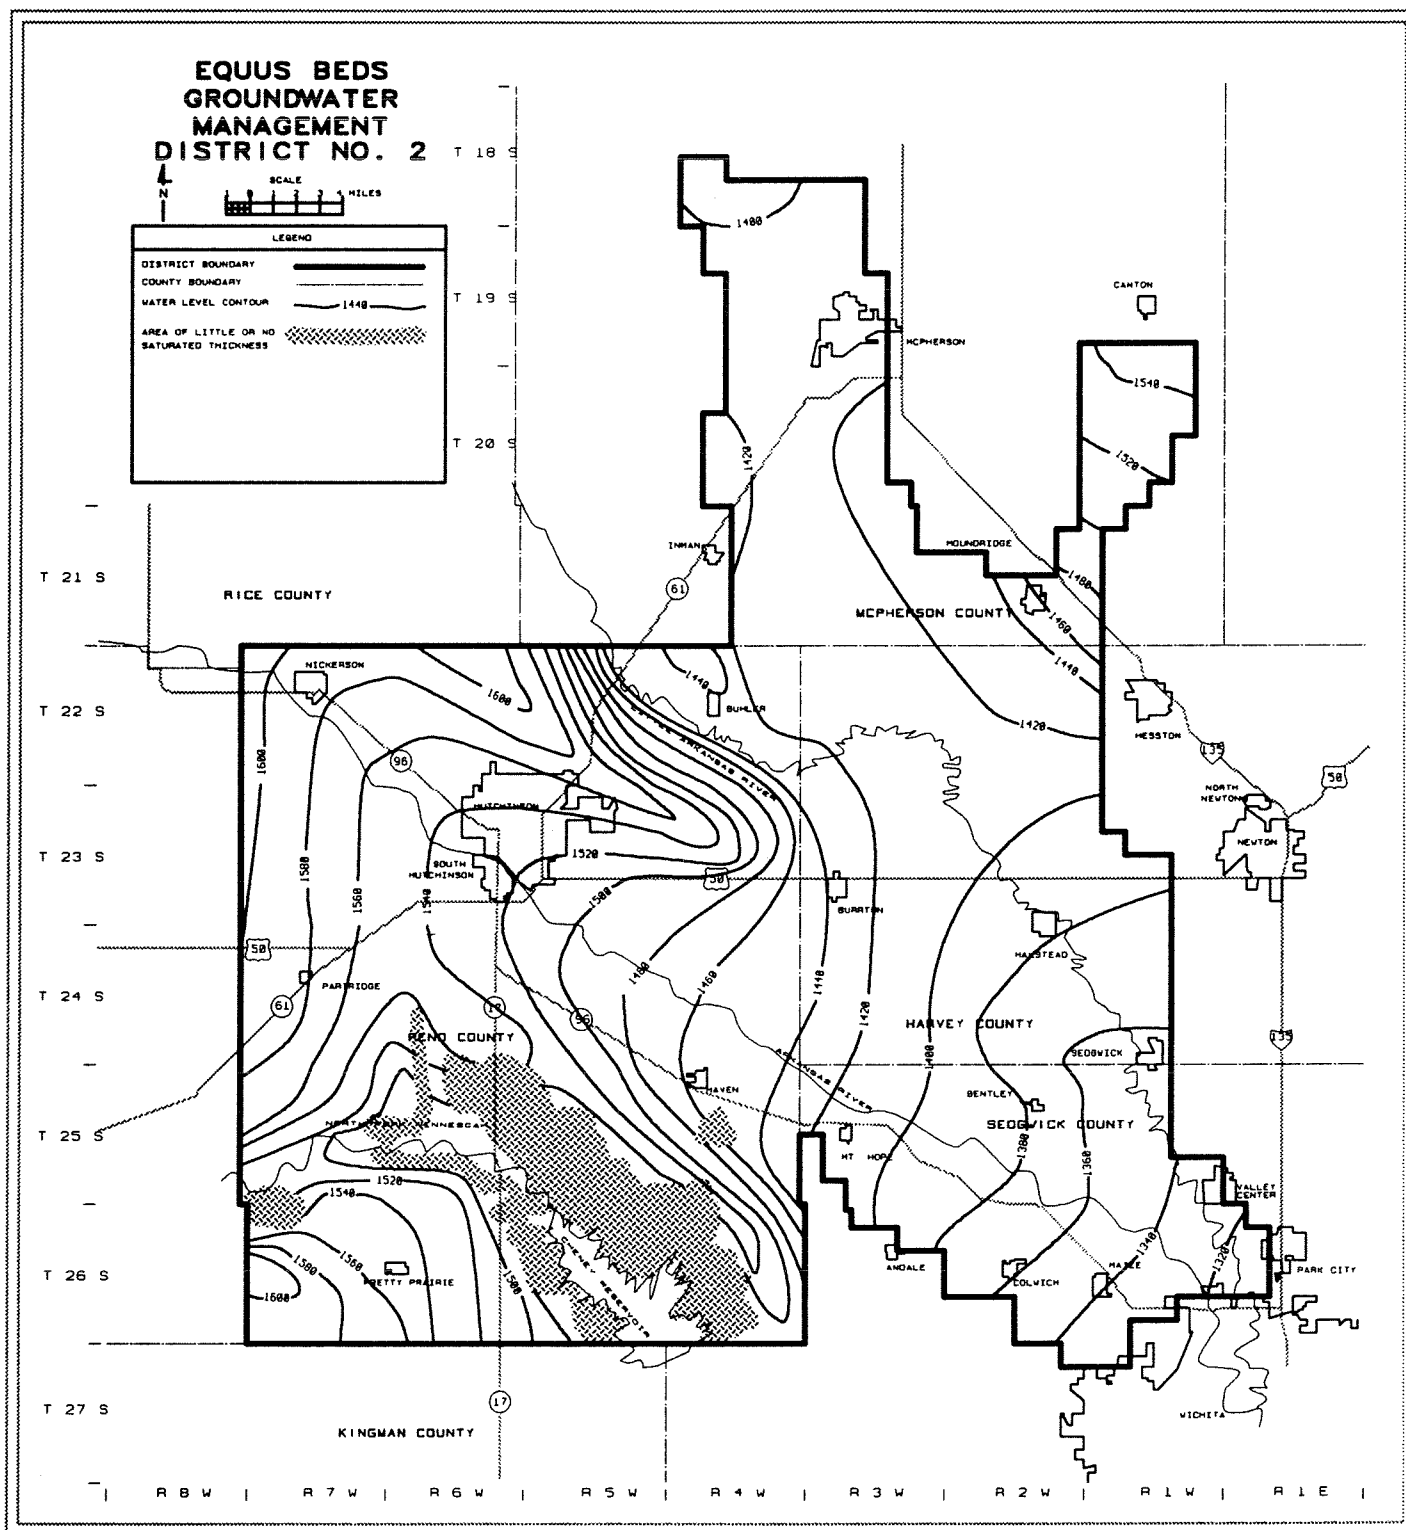 EQUUS BEDS
GROUNDWATER
MANAGEMENT
DISTRICT NO. 2
N
SCALE
1 0 1 2 3 4 MILES
LEGEND
DISTRICT BOUNDARY
COUNTY BOUNDARY
WATER LEVEL CONTOUR
1440
AREA OF LITTLE OR NO
SATURATED THICKNESS
T 18 S
T 19 S
T 20 S
T 21 S
T 22 S
T 23 S
T 24 S
T 25 S
T 26 S
T 27 S
1400
CANTON
MCPHERSON
1540
1520
1420
INMAN
61
MOUNDRIDGE
1480
1460
1440
1420
RICE COUNTY
MCPHERSON COUNTY
NICKERSON
1600
1440
BUHLER
LITTLE ARKANSAS RIVER
HESSTON
135
50
NORTH
NEWTON
NEWTON
1600
96
HUTCHINSON
SOUTH
HUTCHINSON
1520
1580
1560
1540
1500
50
BURRTON
HALSTEAD
50
PARTRIDGE
61
17
96
1480
1460
1440
1420
HARVEY COUNTY
1400
RENO COUNTY
SEDGWICK
135
HAVEN
ARKANSAS RIVER
BENTLEY
SEDGWICK COUNTY
NORTH FORK NINNESCAH
MT HOPE
1380
1360
1520
1540
VALLEY
CENTER
1340
1320
1560
1580
1600
PRETTY PRAIRIE
1500
CHENEY RESERVOIR
ANDALE
COLWICH
MAIZE
PARK CITY
17
WICHITA
KINGMAN COUNTY
R 8 W
R 7 W
R 6 W
R 5 W
R 4 W
R 3 W
R 2 W
R 1 W
R 1 E